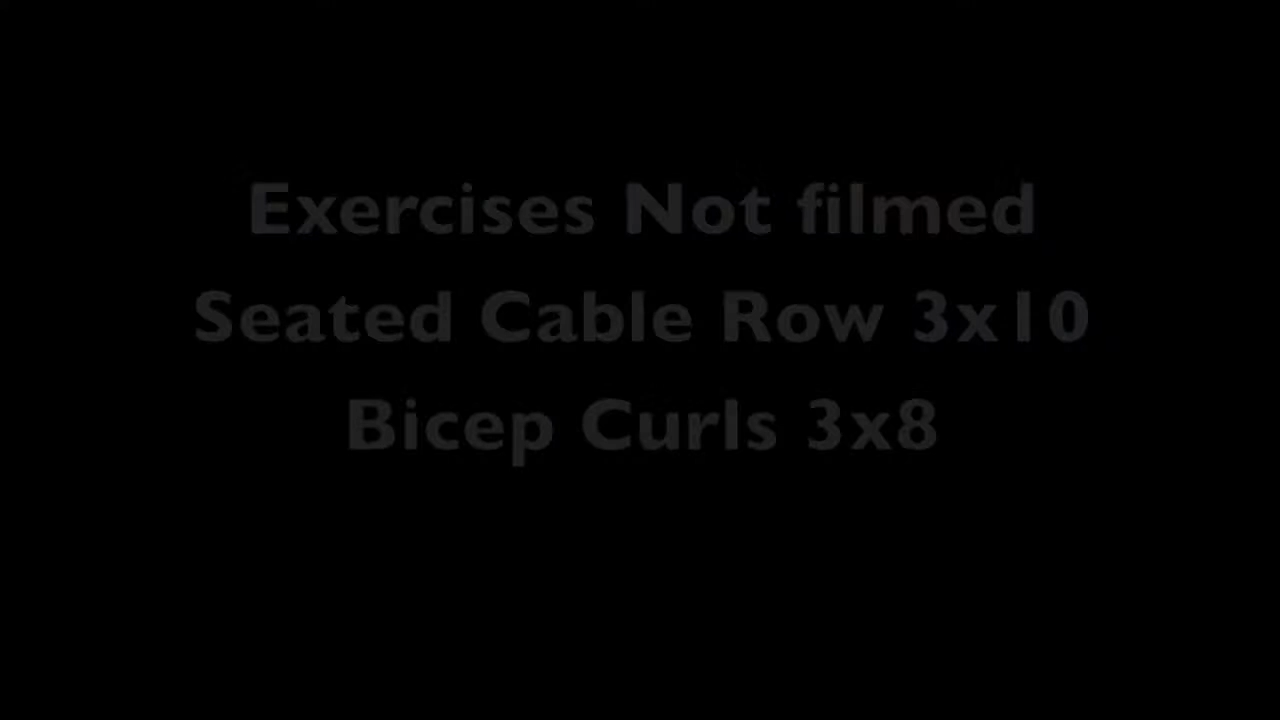 Exercises Not filmed
Seated Cable Row 3x10
Bicep Curls 3x8